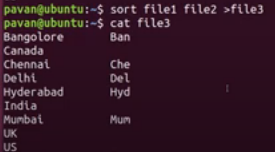 pavan@ubuntu:~$ sort file1 file2 >file3
pavan@ubuntu:~$ cat file3
Bangolore Ban
Canada
Chennai Che
Delhi Del
Hyderabad Hyd
India
Mumbai Mum
UK
US